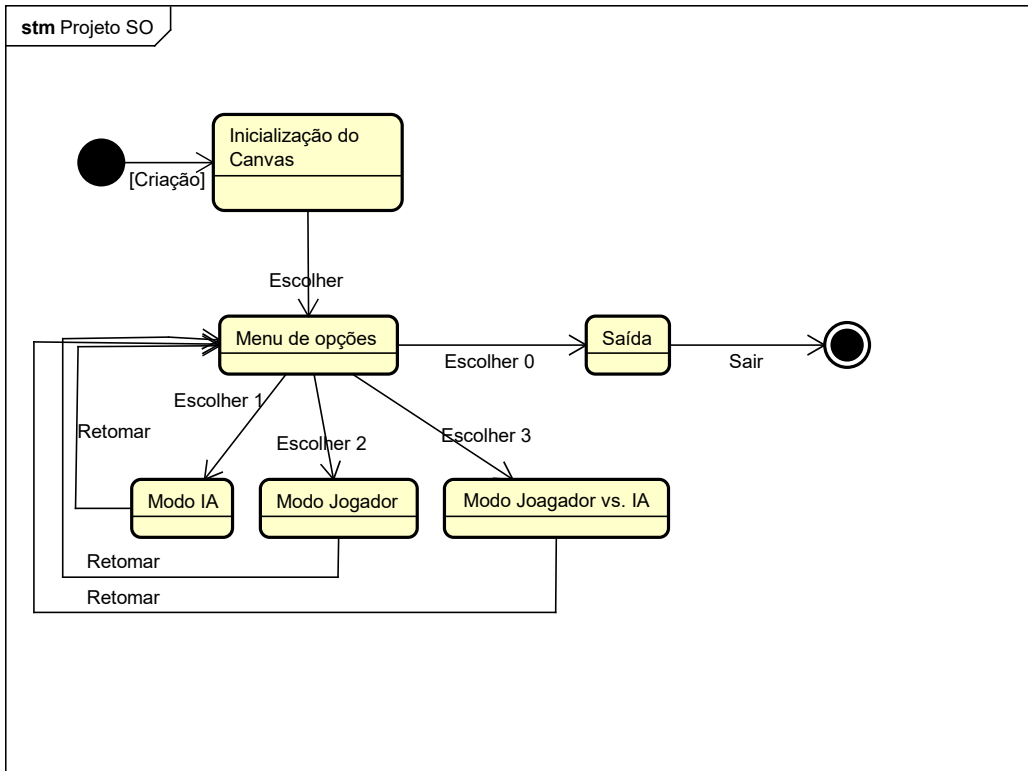 stm Projeto SO
Inicialização do
Canvas
[Criação]
Escolher
Menu de opções
Saída
Escolher 0
Sair
Escolher 1
Retomar
Escolher 2
Escolher 3
Modo IA
Modo Jogador
Modo Joagador vs. IA
Retomar
Retomar